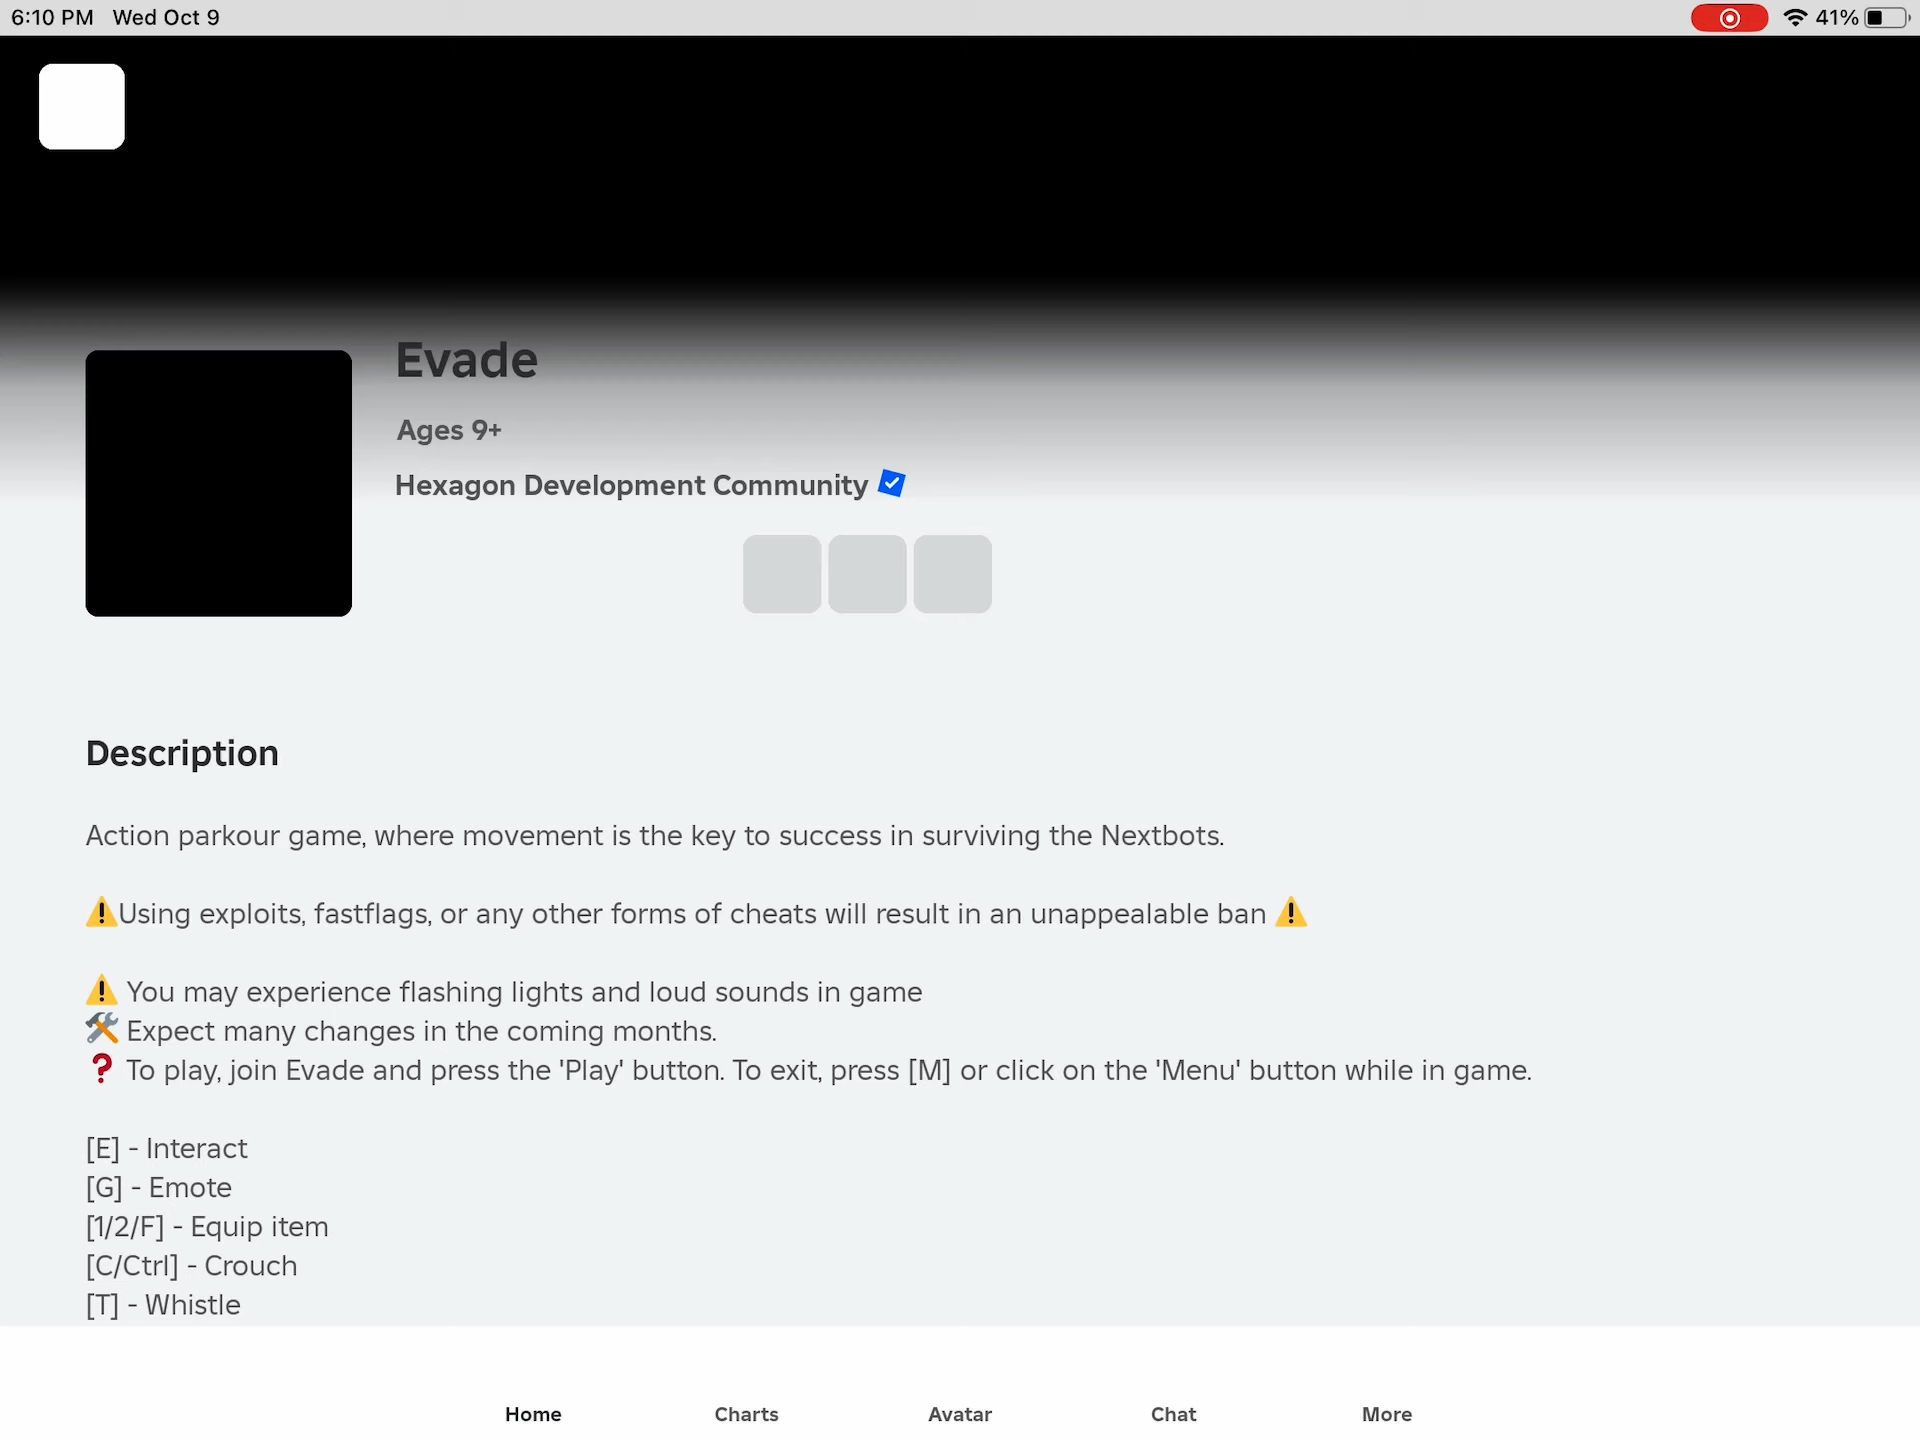 6:10 PM Wed Oct 9 41%
Evade
Ages 9+
Hexagon Development Community
Description
Action parkour game, where movement is the key to success in surviving the Nextbots.
⚠️Using exploits, fastflags, or any other forms of cheats will result in an unappealable ban ⚠️
⚠️ You may experience flashing lights and loud sounds in game
🛠️ Expect many changes in the coming months.
❓ To play, join Evade and press the 'Play' button. To exit, press [M] or click on the 'Menu' button while in game.
[E] - Interact
[G] - Emote
[1/2/F] - Equip item
[C/Ctrl] - Crouch
[T] - Whistle
Home Charts Avatar Chat More